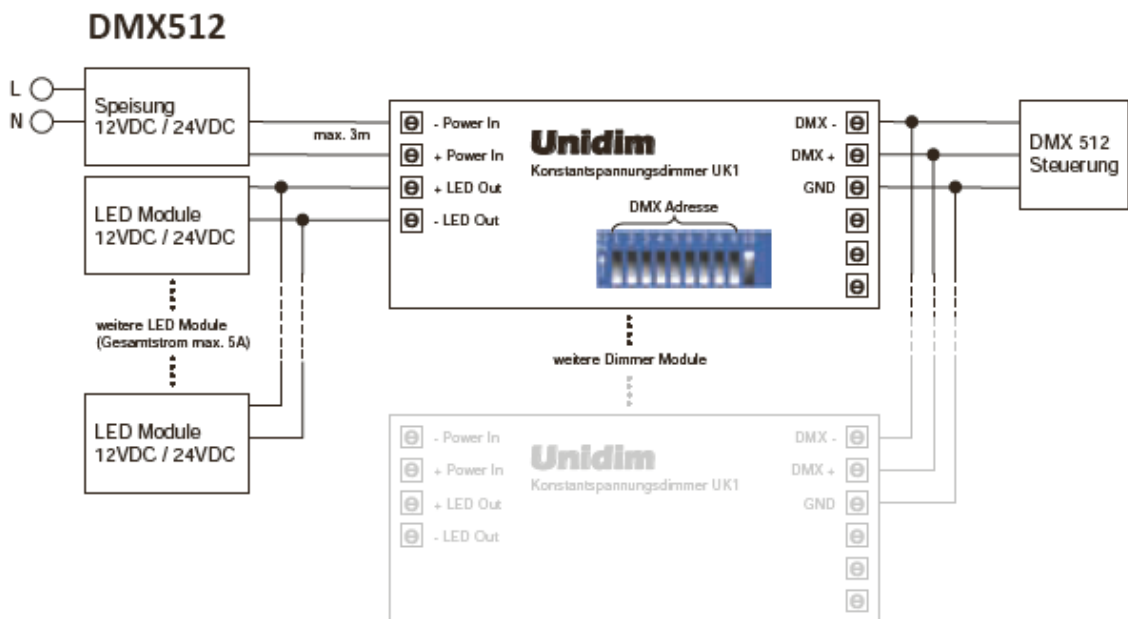 DMX512
L
N
Speisung
12VDC / 24VDC
max. 3m
LED Module
12VDC / 24VDC
weitere LED Module
(Gesamtstrom max. 5A)
LED Module
12VDC / 24VDC
- Power In
+ Power In
+ LED Out
- LED Out
Unidim
Konstantspannungsdimmer UK1
DMX Adresse
DMX -
DMX +
GND
DMX 512
Steuerung
weitere Dimmer Module
- Power In
+ Power In
+ LED Out
- LED Out
Unidim
Konstantspannungsdimmer UK1
DMX -
DMX +
GND